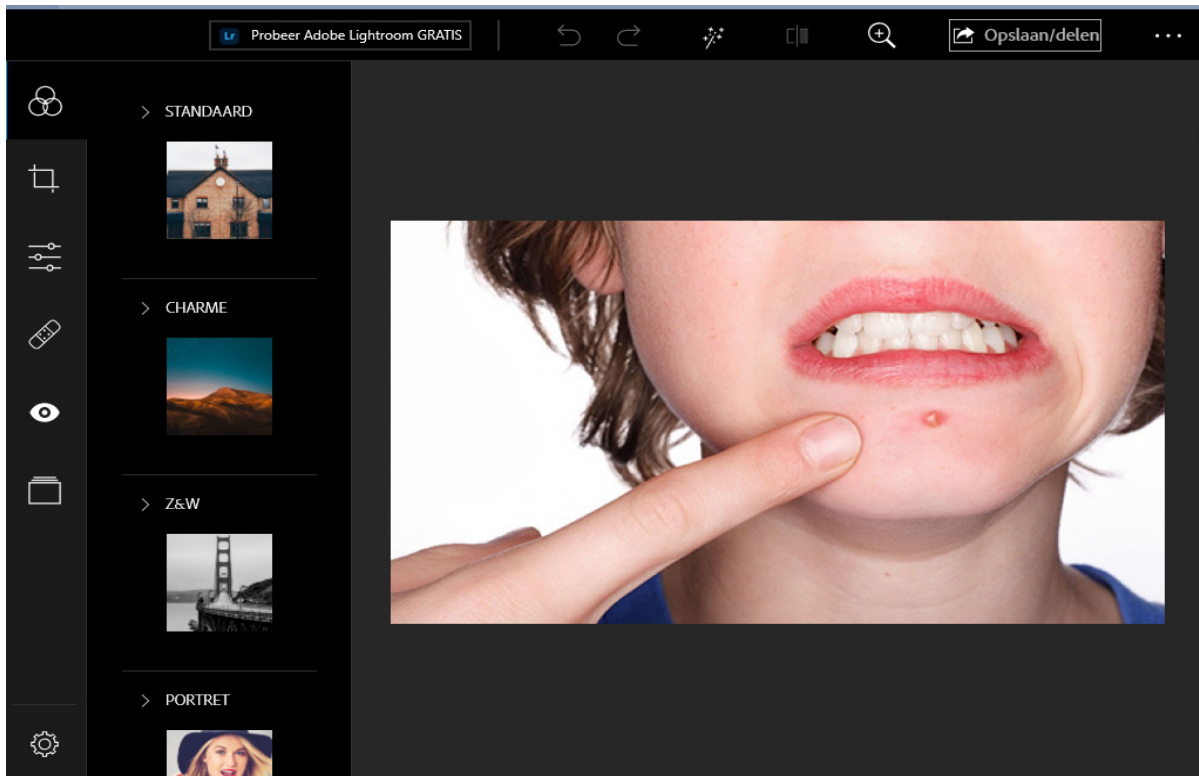 Lr Probeer Adobe Lightroom GRATIS
Opslaan/delen
STANDAARD
CHARME
Z&W
PORTRET